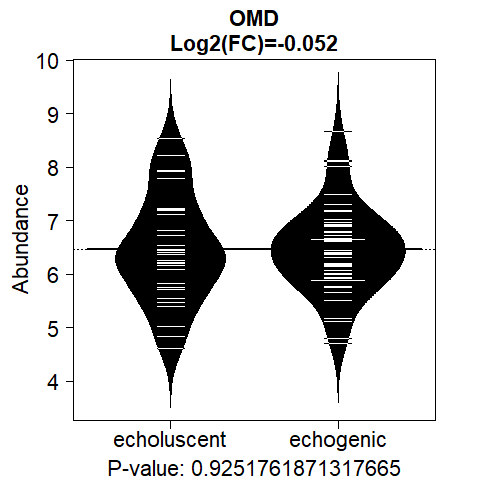 OMD
Log2(FC)=-0.052
10
9
8
7
6
5
4
Abundance
echoluscent echogenic
P-value: 0.9251761871317665